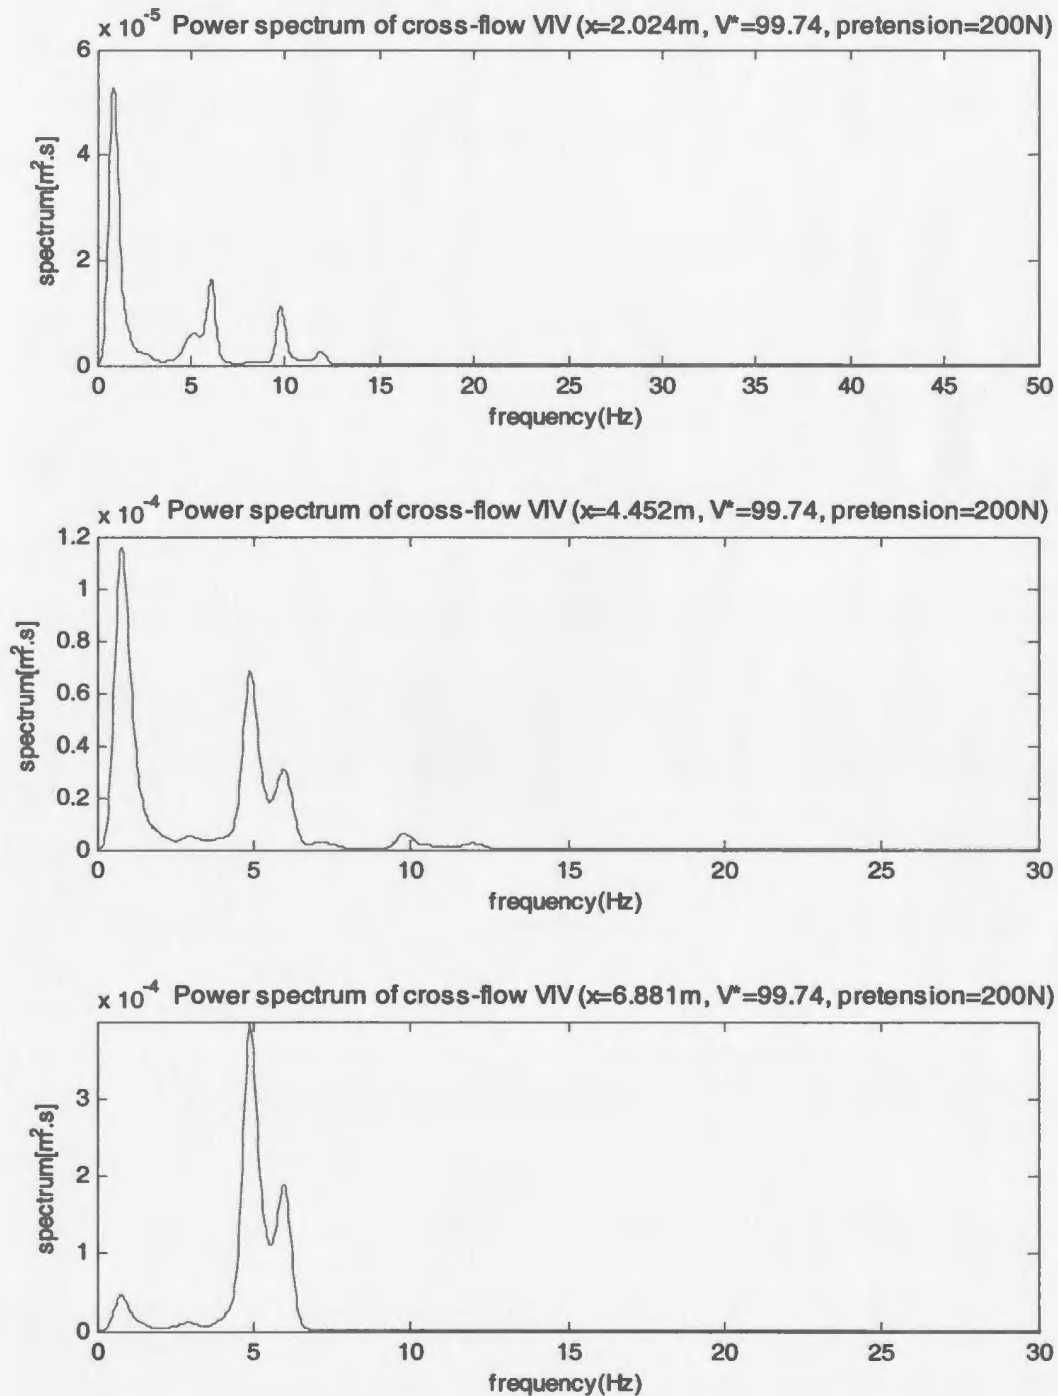 x 10^-5 Power spectrum of cross-flow VIV (x=2.024m, V*=99.74, pretension=200N)
6
4
2
0
spectrum[m².s]
0 5 10 15 20 25 30 35 40 45 50
frequency(Hz)
x 10^-4 Power spectrum of cross-flow VIV (x=4.452m, V*=99.74, pretension=200N)
1.2
1
0.8
0.6
0.4
0.2
0
spectrum[m².s]
0 5 10 15 20 25 30
frequency(Hz)
x 10^-4 Power spectrum of cross-flow VIV (x=6.881m, V*=99.74, pretension=200N)
3
2
1
0
spectrum[m².s]
0 5 10 15 20 25 30
frequency(Hz)